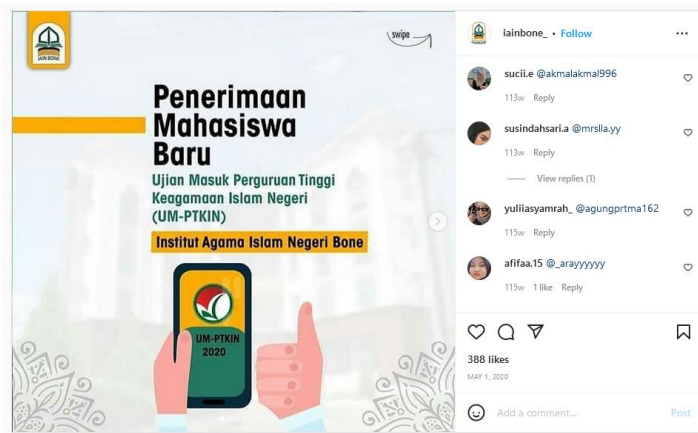 IAIN BONE
swipe
Penerimaan
Mahasiswa
Baru
Ujian Masuk Perguruan Tinggi
Keagamaan Islam Negeri
(UM-PTKIN)
Institut Agama Islam Negeri Bone
UM-PTKIN
2020
iainbone_ • Follow
sucii.e @akmalakmal996
113w Reply
susindahsari.a @mrslla.yy
113w Reply
View replies (1)
yuliiasyamrah_ @agungprtma162
115w Reply
afifaa.15 @_arayyyyyy
115w 1 like Reply
388 likes
MAY 1, 2020
Add a comment...
Post